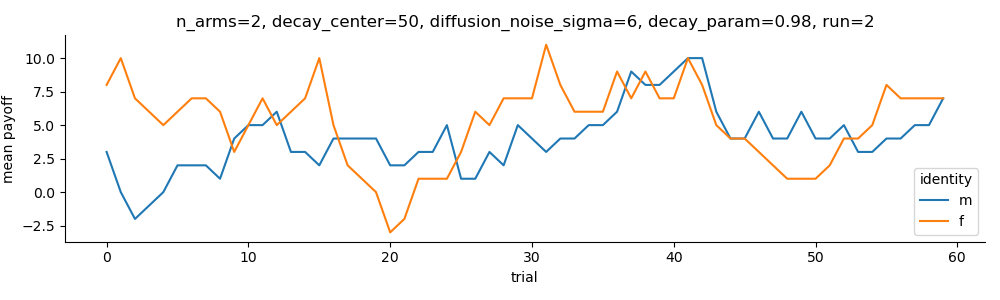 n_arms=2, decay_center=50, diffusion_noise_sigma=6, decay_param=0.98, run=2
mean payoff
10.0
7.5
5.0
2.5
0.0
−2.5
identity
m
f
0 10 20 30 40 50 60
trial